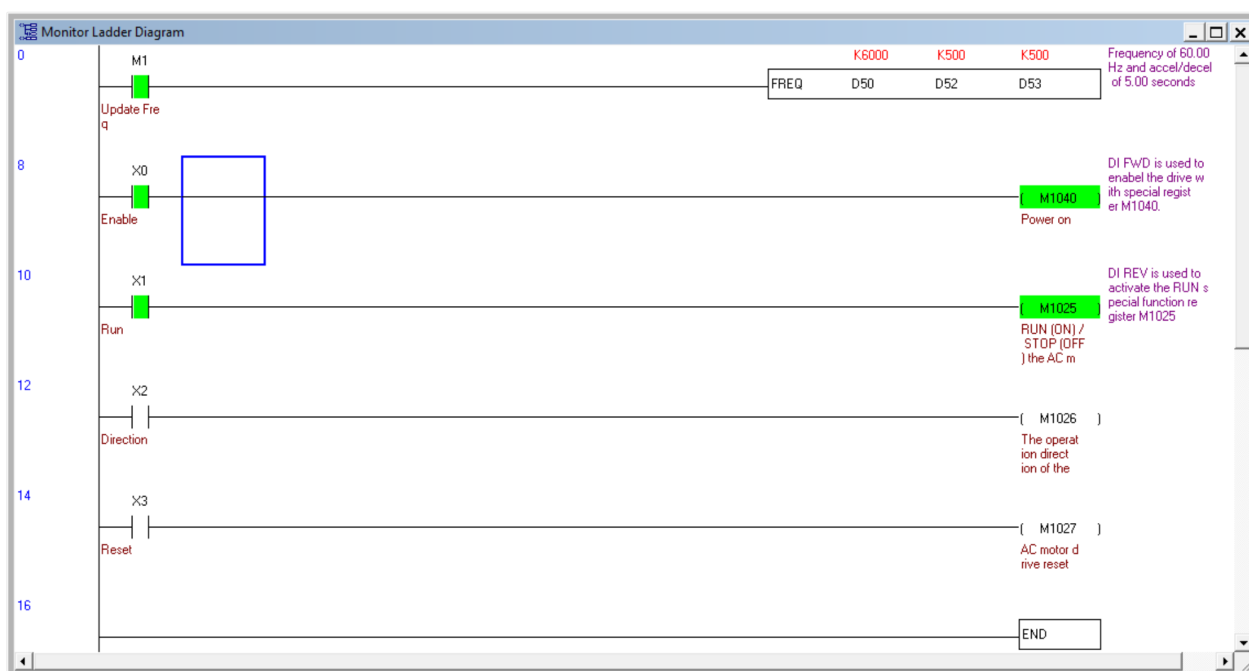 Monitor Ladder Diagram
0
M1
K6000 K500 K500
FREQ D50 D52 D53
Frequency of 60.00
Hz and accel/decel
of 5.00 seconds
Update Fre
q
8
X0
M1040
Enable
Power on
DI FWD is used to
enabel the drive w
ith special regist
er M1040.
10
X1
M1025
Run
RUN (ON) /
STOP (OFF
) the AC m
DI REV is used to
activate the RUN s
pecial function re
gister M1025
12
X2
M1026
Direction
The operat
ion direct
ion of the
14
X3
M1027
Reset
AC motor d
rive reset
16
END